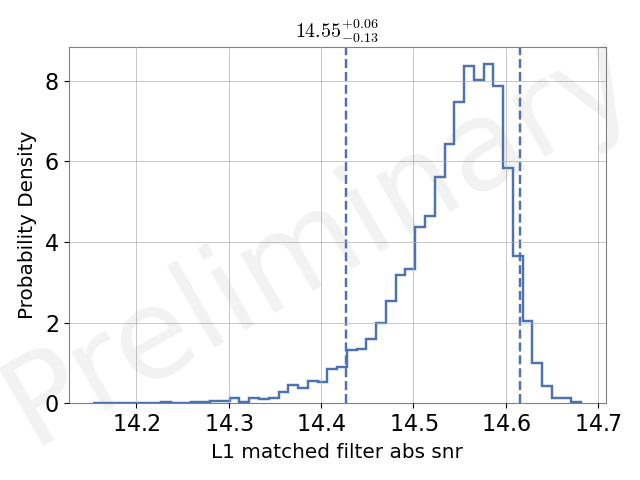 14.55+0.06−0.13
8
6
4
2
0
Probability Density
Preliminary
14.2 14.3 14.4 14.5 14.6 14.7
L1 matched filter abs snr